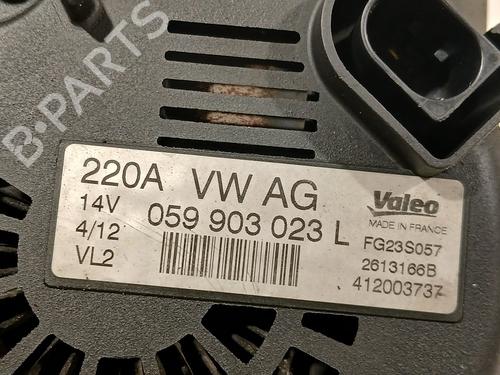 B-PARTS
220A VW AG
14V 059 903 023 L
4/12
VL2
Valeo
MADE IN FRANCE
FG23S057
2613166B
412003737